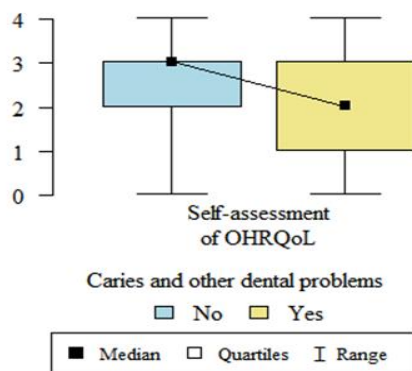 4
3
2
1
0
Self-assessment
of OHRQoL
Caries and other dental problems
No Yes
Median Quartiles Range